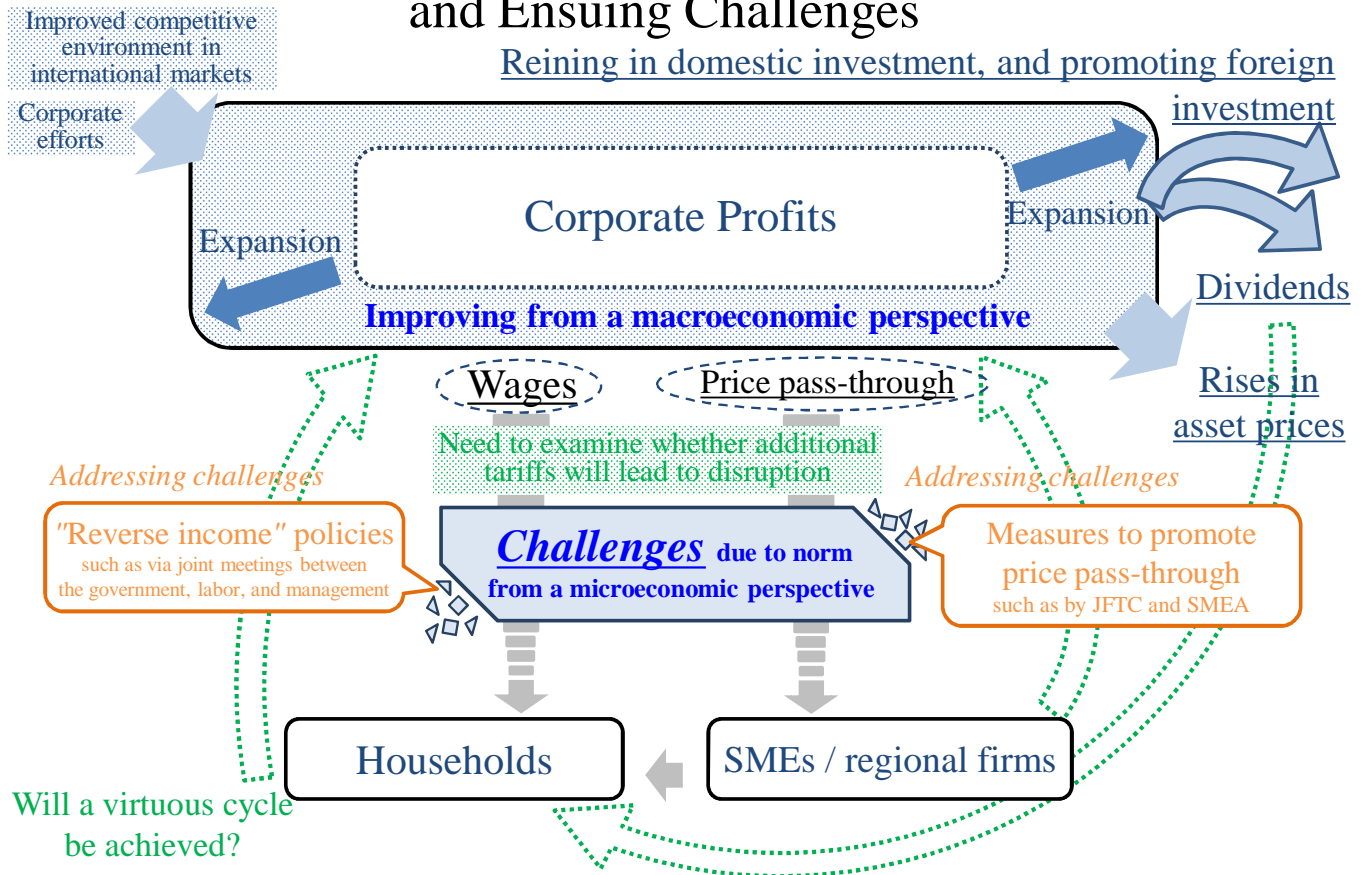 and Ensuing Challenges
Improved competitive
environment in
international markets
Corporate
efforts
Reining in domestic investment, and promoting foreign
investment
Corporate Profits
Expansion
Expansion
Improving from a macroeconomic perspective
Dividends
Rises in
asset prices
Wages
Price pass-through
Need to examine whether additional
tariffs will lead to disruption
Addressing challenges
Addressing challenges
"Reverse income" policies
such as via joint meetings between
the government, labor, and management
Challenges due to norm
from a microeconomic perspective
Measures to promote
price pass-through
such as by JFTC and SMEA
Households
SMEs / regional firms
Will a virtuous cycle
be achieved?